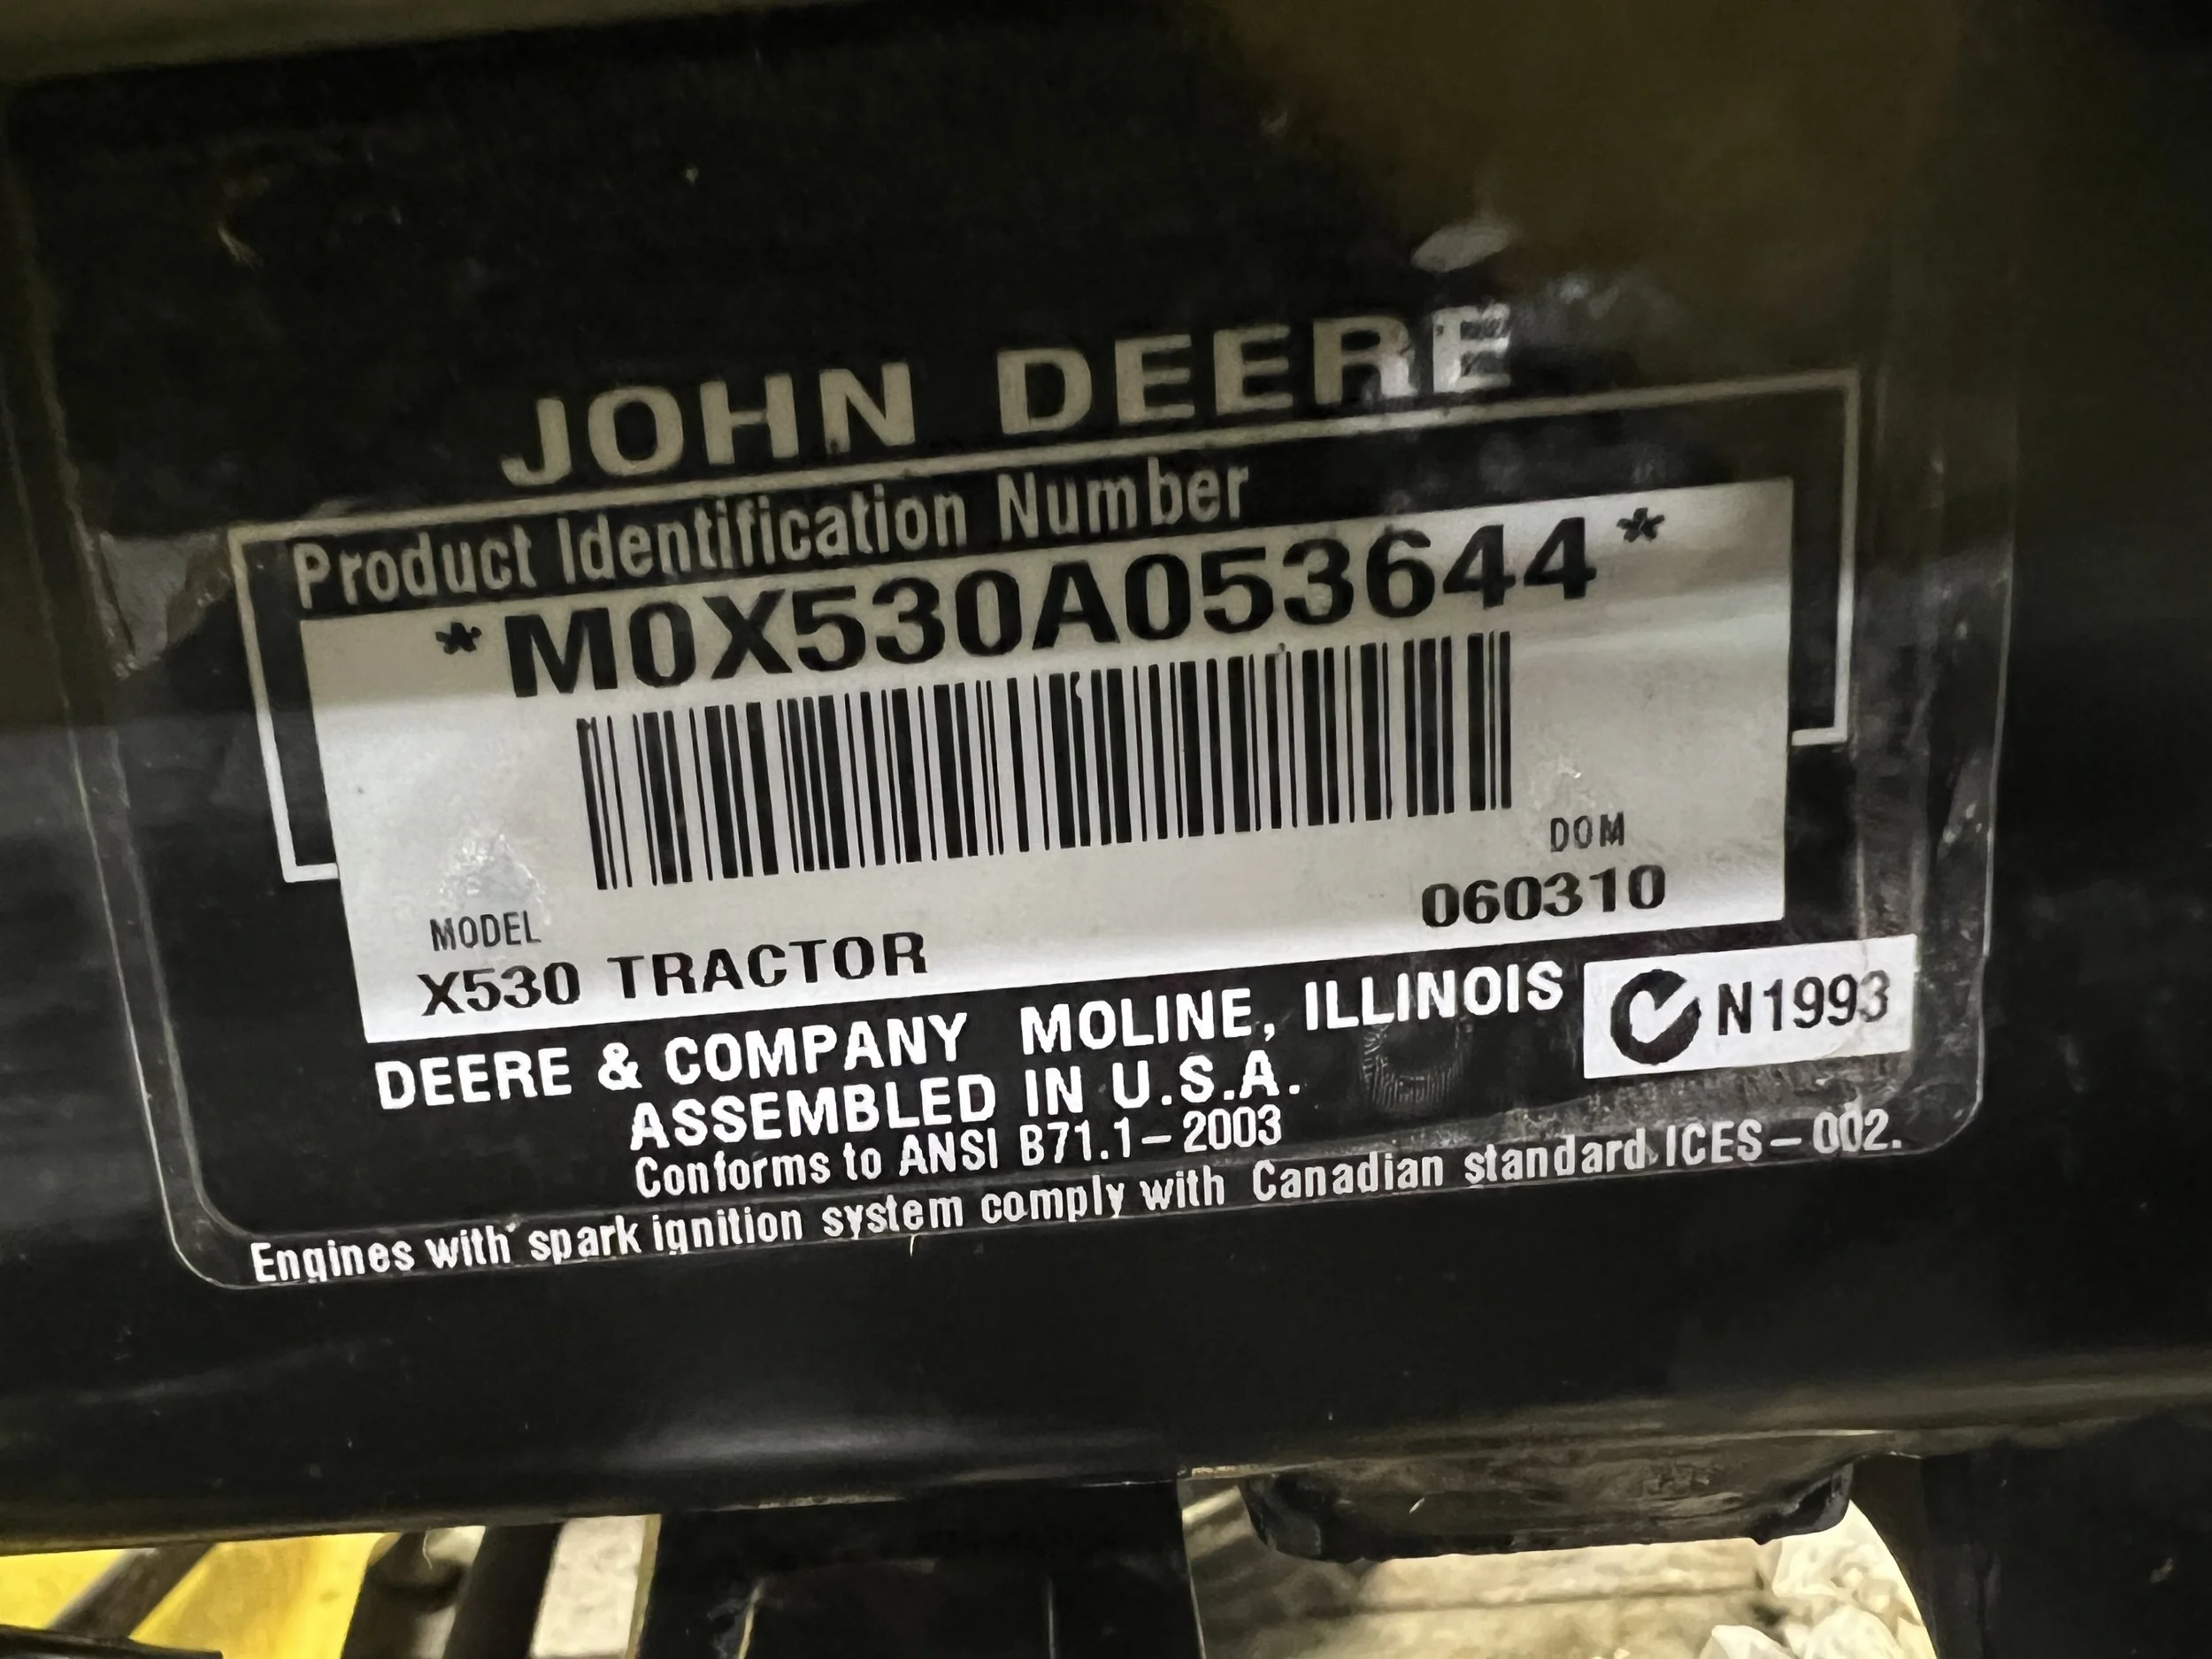 JOHN DEERE
Product Identification Number
*M0X530A053644*
DOM
060310
MODEL
X530 TRACTOR
DEERE & COMPANY MOLINE, ILLINOIS
N1993
ASSEMBLED IN U.S.A.
Conforms to ANSI B71.1-2003
Engines with spark ignition system comply with Canadian standard ICES-002.